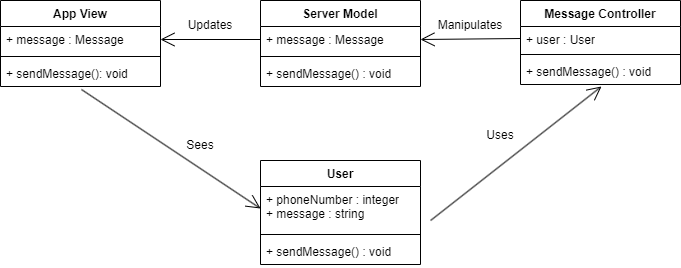 App View
+ message : Message
+ sendMessage(): void
Updates
Server Model
+ message : Message
+ sendMessage() : void
Manipulates
Message Controller
+ user : User
+ sendMessage() : void
Sees
Uses
User
+ phoneNumber : integer
+ message : string
+ sendMessage() : void